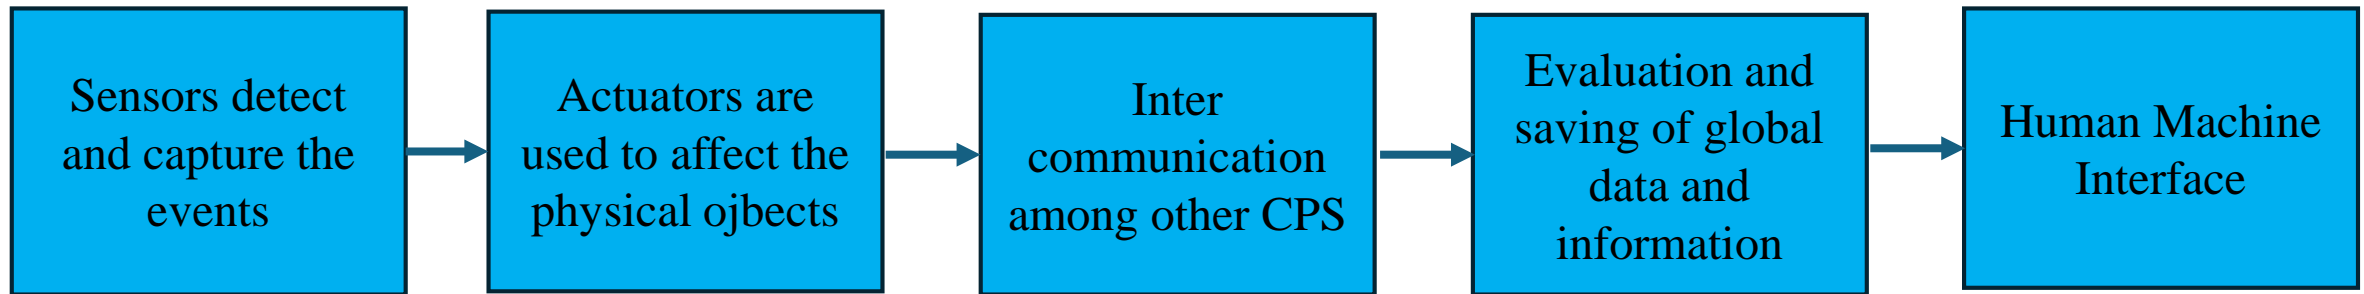 Sensors detect
and capture the
events
Actuators are
used to affect the
physical ojbects
Inter
communication
among other CPS
Evaluation and
saving of global
data and
information
Human Machine
Interface